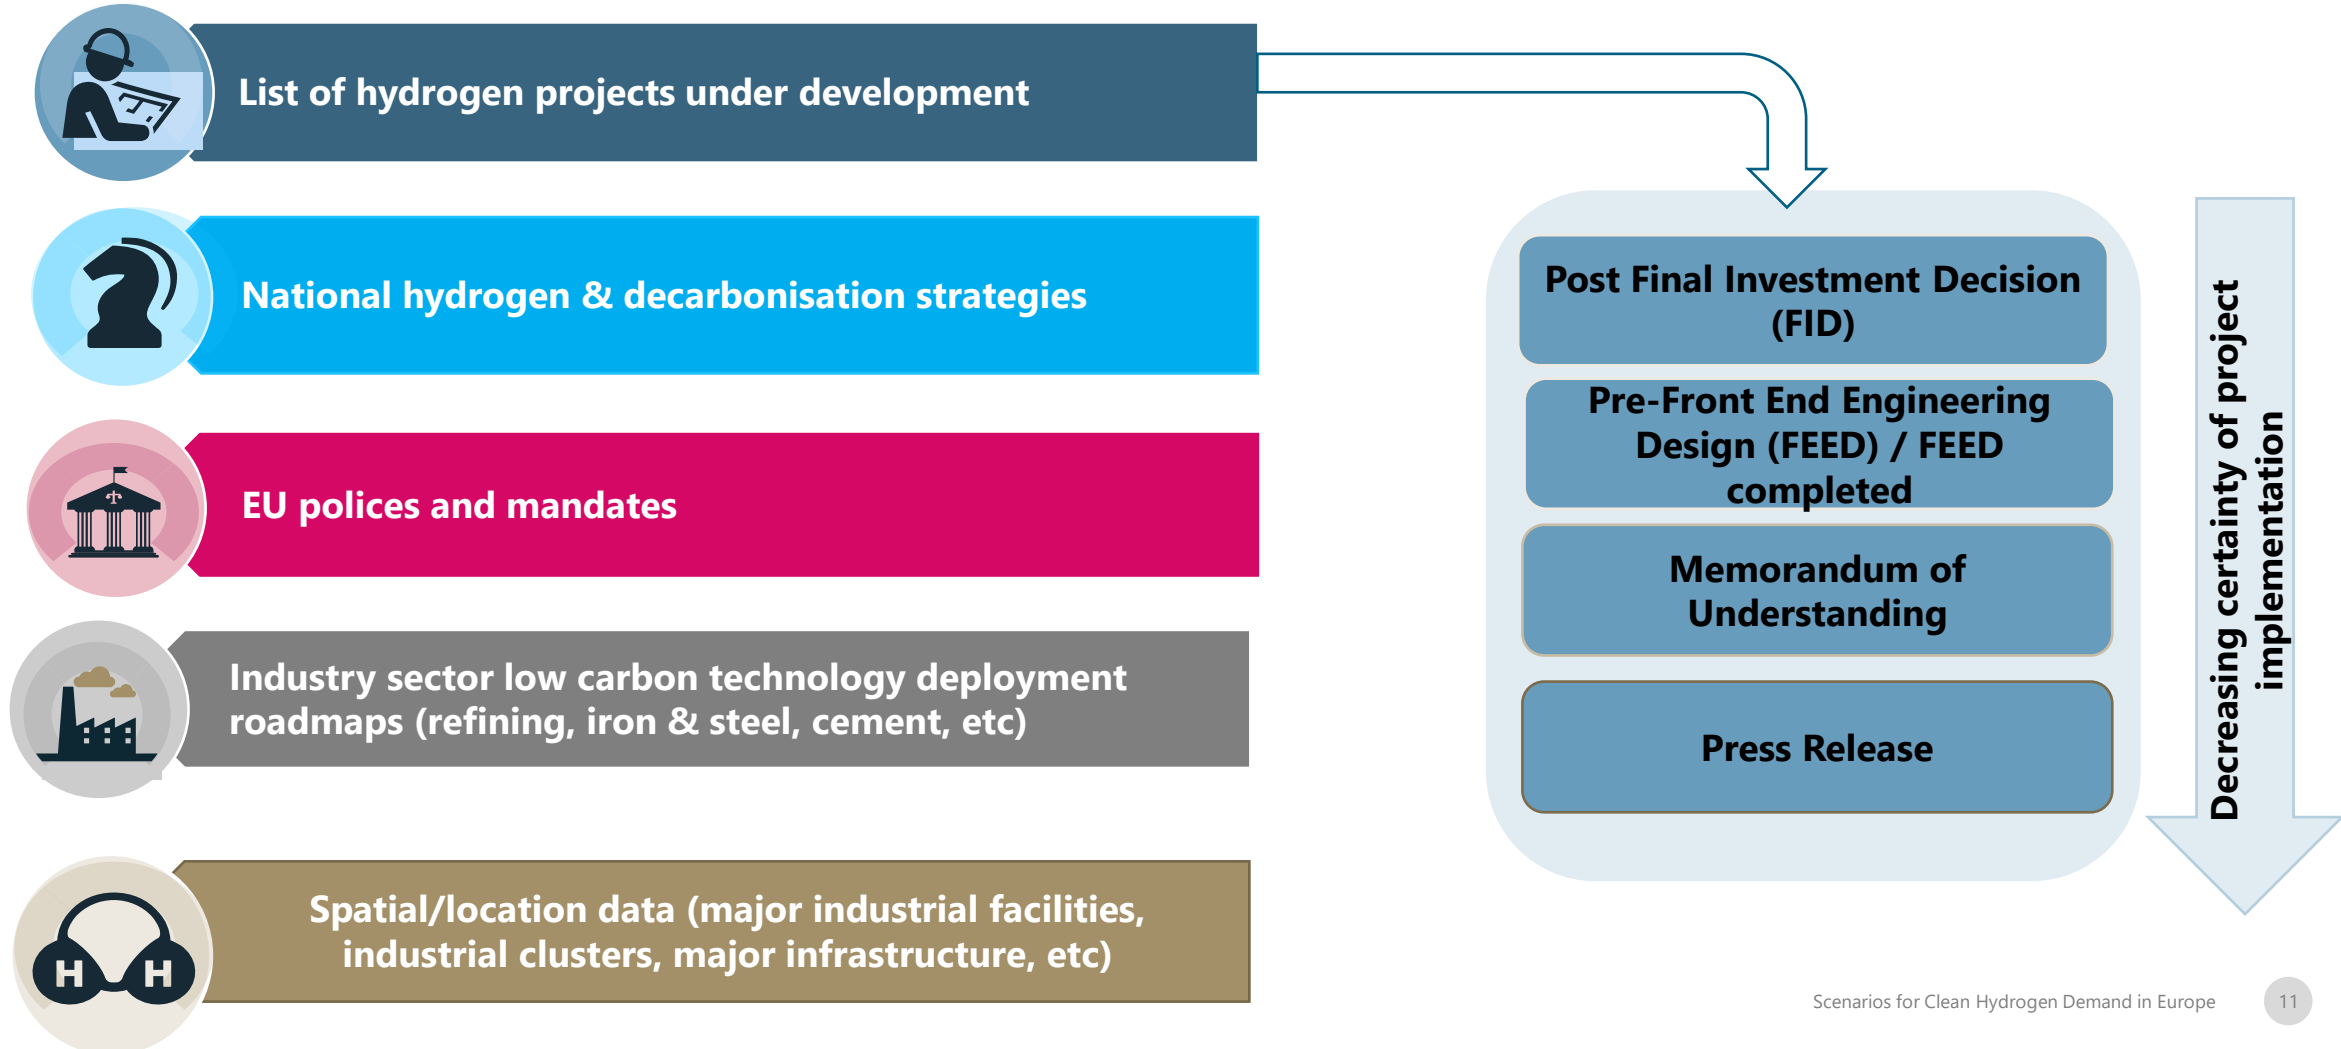 List of hydrogen projects under development
National hydrogen & decarbonisation strategies
EU polices and mandates
Industry sector low carbon technology deployment
roadmaps (refining, iron & steel, cement, etc)
Spatial/location data (major industrial facilities,
industrial clusters, major infrastructure, etc)
H H
Post Final Investment Decision
(FID)
Pre-Front End Engineering
Design (FEED) / FEED
completed
Memorandum of
Understanding
Press Release
Decreasing certainty of project
implementation
Scenarios for Clean Hydrogen Demand in Europe
11